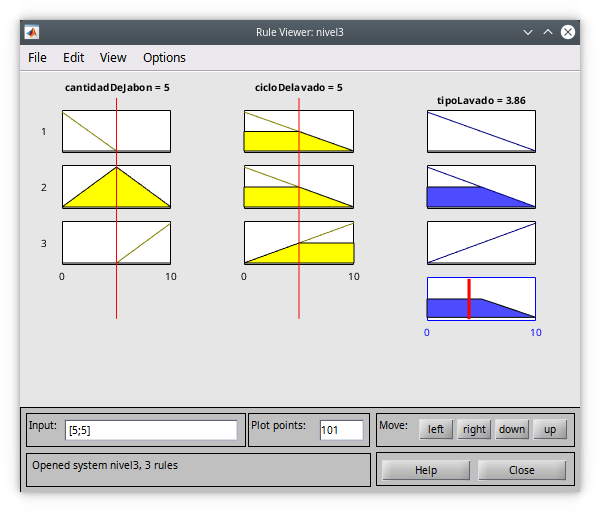 Rule Viewer: nivel3
File Edit View Options
cantidadDeJabon = 5
cicloDelavado = 5
tipoLavado = 3.86
1
2
3
0 10
0 10
0 10
Input: [5;5]
Plot points: 101
Move: left right down up
Opened system nivel3, 3 rules
Help Close